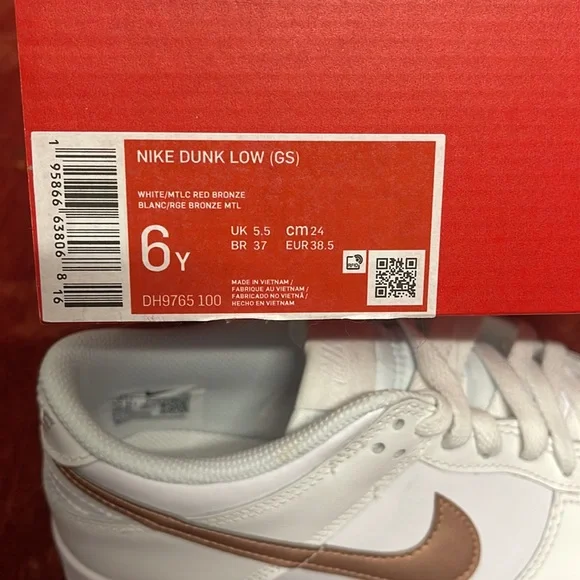 NIKE DUNK LOW (GS)
WHITE/MTLC RED BRONZE
BLANC/RGE BRONZE MTL
6Y
UK 5.5 cm 24
BR 37 EUR 38.5
MADE IN VIETNAM /
FABRIQUE AU VIETNAM /
FABRICADO NO VIETNÃ /
HECHO EN VIETNAM
DH9765 100
RFID
1 95866 63806 8 16